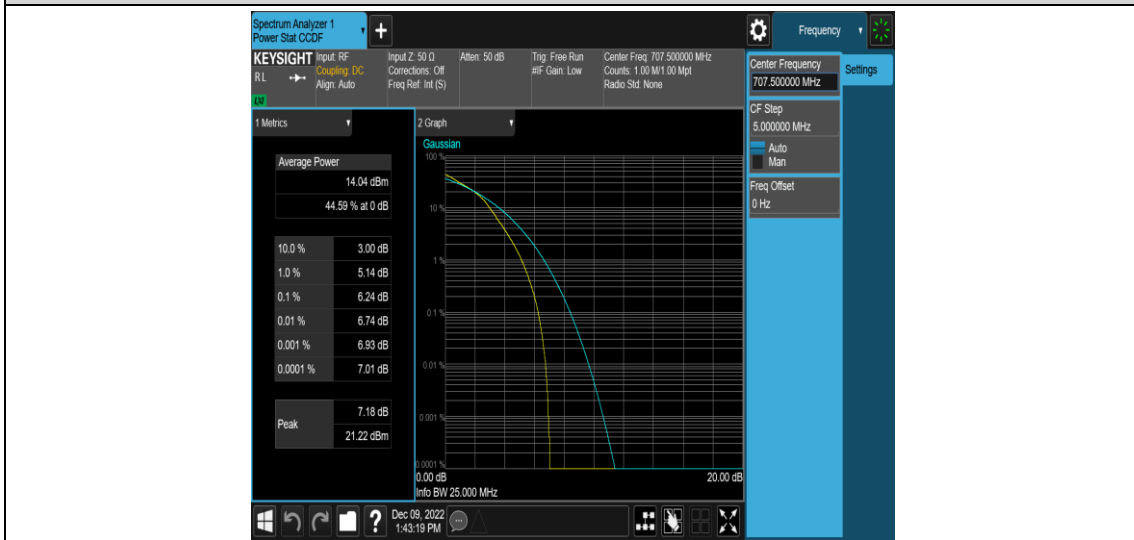 Spectrum Analyzer 1
Power Stat CCDF
Frequency
KEYSIGHT
RL
Input: RF
Coupling: DC
Align: Auto
Input Z: 50 Ω
Corrections: Off
Freq Ref: Int (S)
Atten: 50 dB
Trig: Free Run
#IF Gain: Low
Center Freq: 707.500000 MHz
Counts: 1.00 M/1.00 Mpt
Radio Std: None
Center Frequency
707.500000 MHz
Settings
CF Step
5.000000 MHz
Auto
Man
Freq Offset
0 Hz
1 Metrics
Average Power
14.04 dBm
44.59 % at 0 dB
10.0 % 3.00 dB
1.0 % 5.14 dB
0.1 % 6.24 dB
0.01 % 6.74 dB
0.001 % 6.93 dB
0.0001 % 7.01 dB
Peak
7.18 dB
21.22 dBm
2 Graph
Gaussian
100 %
10 %
1 %
0.1 %
0.01 %
0.001 %
0.0001 %
0.00 dB 20.00 dB
Info BW 25.000 MHz
?
Dec 09, 2022
1:43:19 PM